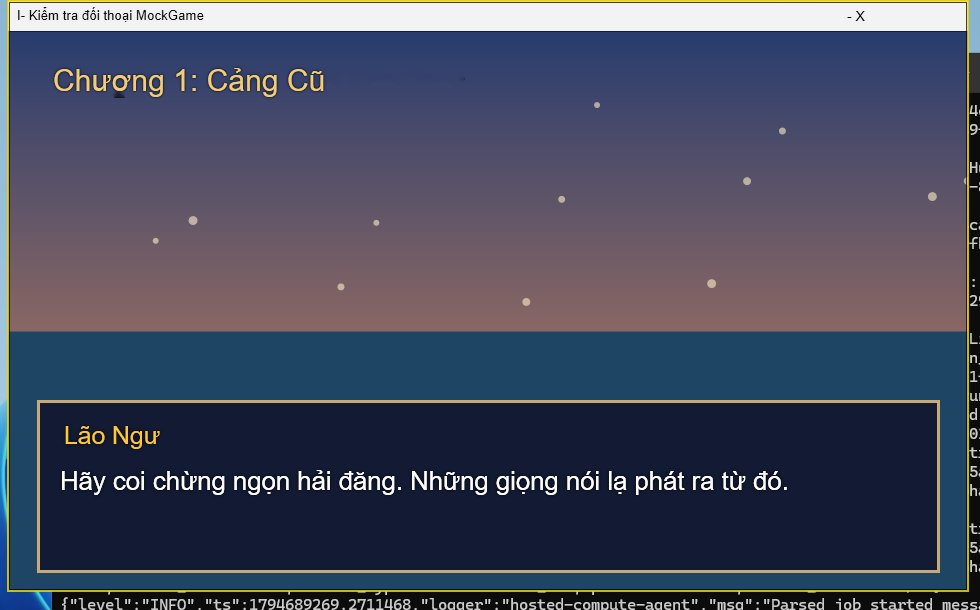 I- Kiểm tra đối thoại MockGame
- X
Chương 1: Cảng Cũ
Lão Ngư
Hãy coi chừng ngọn hải đăng. Những giọng nói lạ phát ra từ đó.
{"level":"INFO","ts":1794689269.2711468,"logger":"hosted-compute-agent","msg":"Parsed job started me